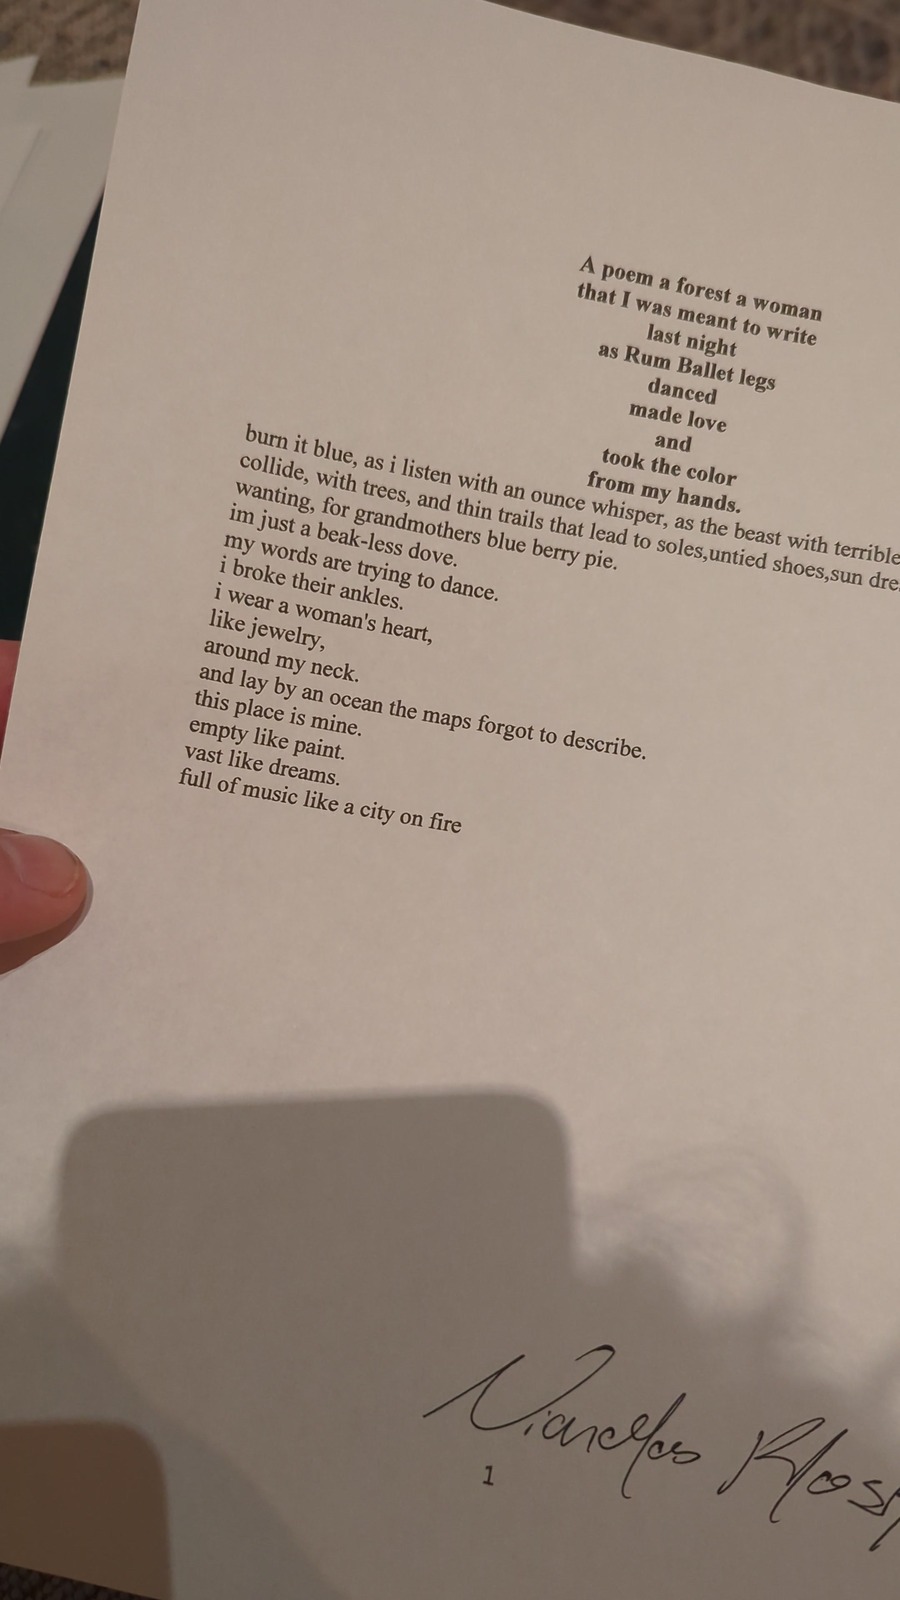 A poem a forest a woman
that I was meant to write
last night
as Rum Ballet legs
danced
made love
and
took the color
from my hands.
burn it blue, as i listen with an ounce whisper, as the beast with terrible
collide, with trees, and thin trails that lead to soles,untied shoes,sun
wanting, for grandmothers blue berry pie.
im just a beak-less dove.
my words are trying to dance.
i broke their ankles.
i wear a woman's heart,
like jewelry,
around my neck.
and lay by an ocean the maps forgot to describe.
this place is mine.
empty like paint.
vast like dreams.
full of music like a city on fire
1